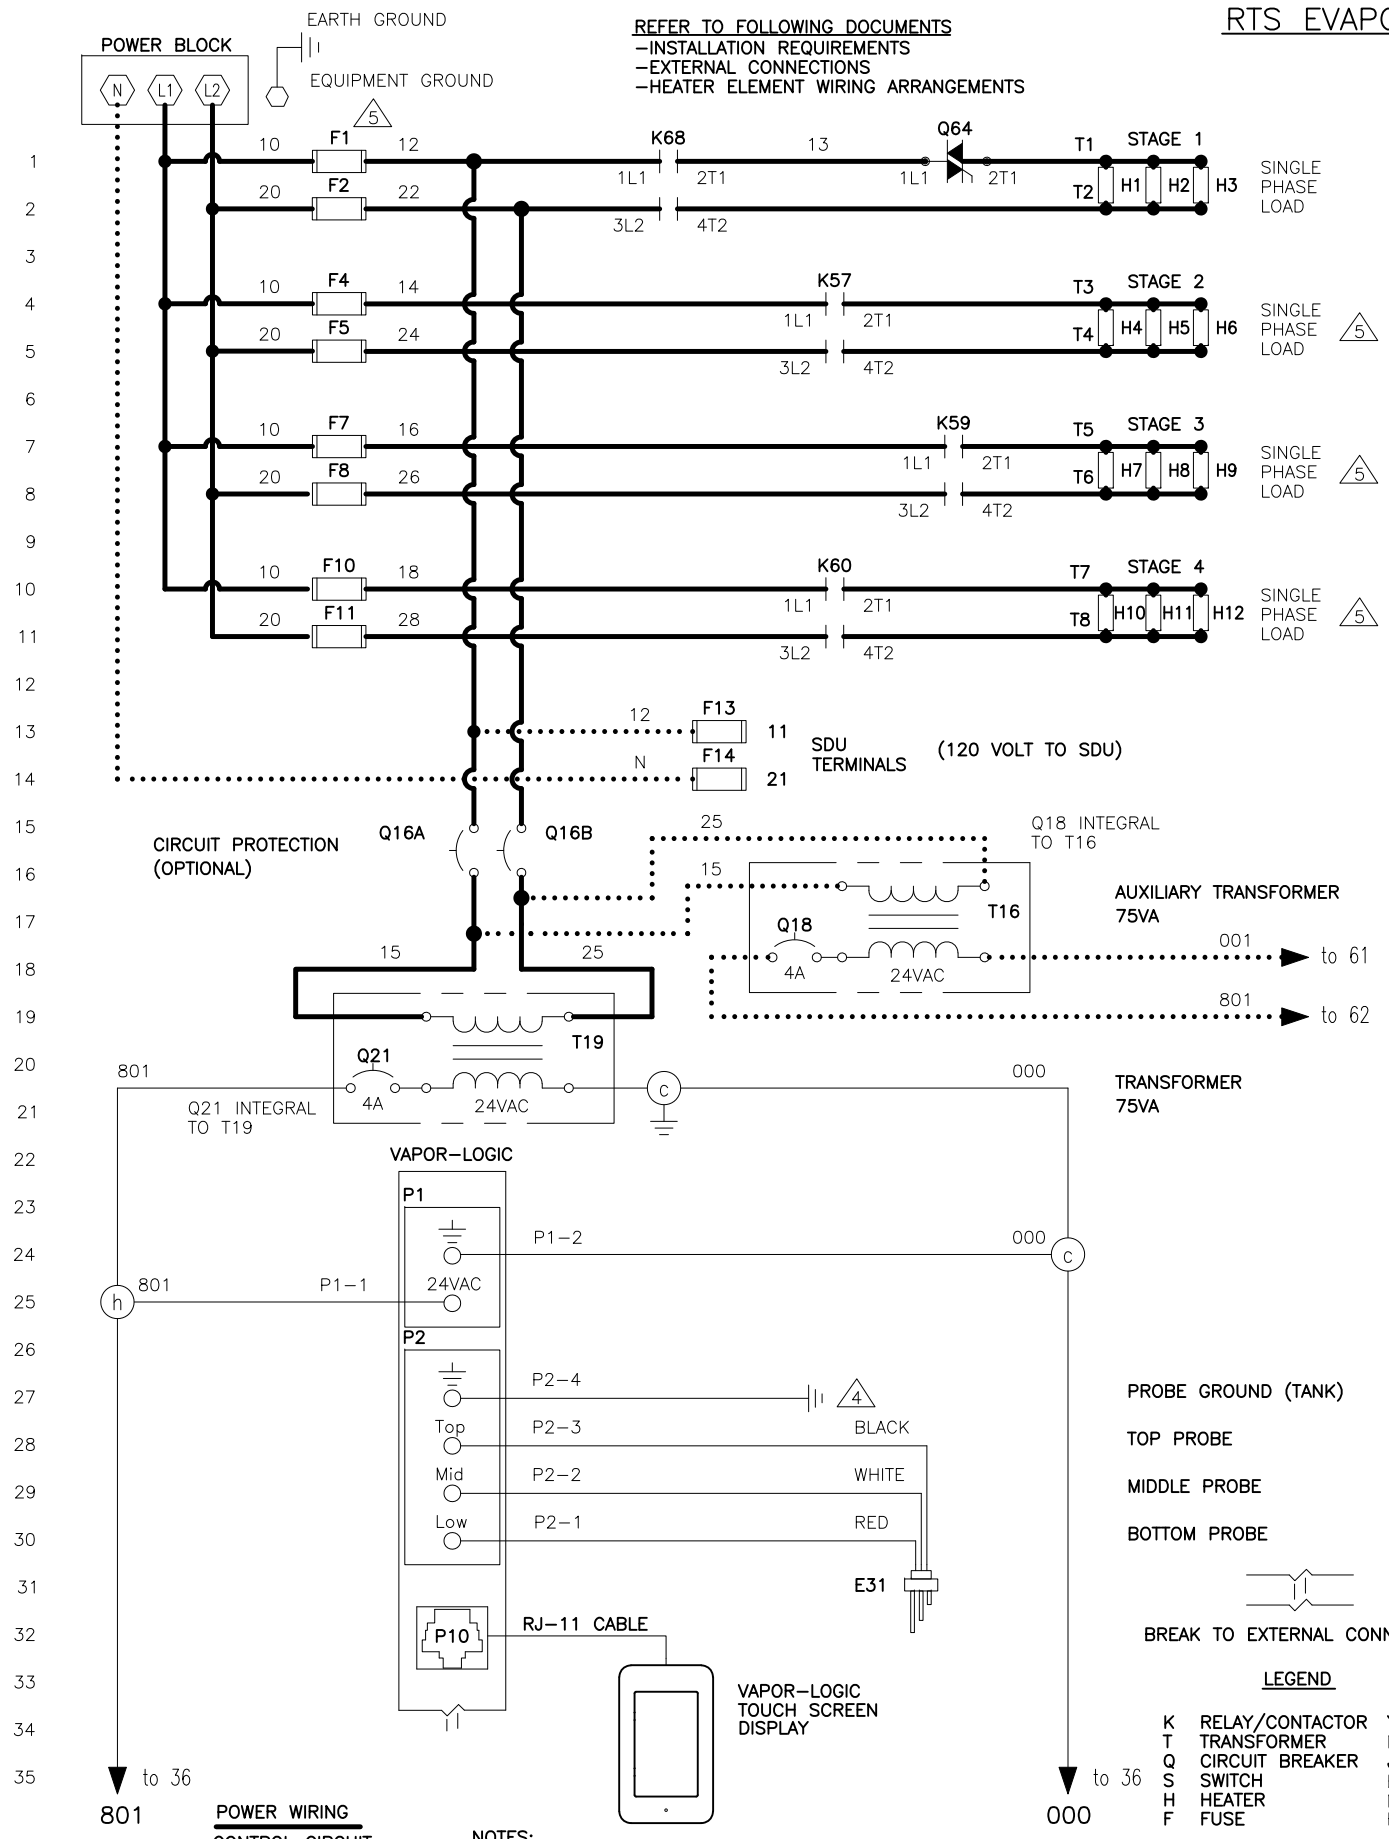 RTS EVAPO
EARTH GROUND
REFER TO FOLLOWING DOCUMENTS
-INSTALLATION REQUIREMENTS
-EXTERNAL CONNECTIONS
-HEATER ELEMENT WIRING ARRANGEMENTS
POWER BLOCK
EQUIPMENT GROUND
N L1 L2
5
1 10 F1 12 K68 13 Q64 T1 STAGE 1
1L1 2T1 1L1 2T1
SINGLE
PHASE
LOAD
H1 H2 H3
2 20 F2 22 T2
3L2 4T2
3
4 10 F4 14 K57 T3 STAGE 2
1L1 2T1
SINGLE
PHASE
LOAD
5
H4 H5 H6
5 20 F5 24 T4
3L2 4T2
6
7 10 F7 16 K59 T5 STAGE 3
1L1 2T1
SINGLE
PHASE
LOAD
5
H7 H8 H9
8 20 F8 26 T6
3L2 4T2
9
10 10 F10 18 K60 T7 STAGE 4
1L1 2T1
SINGLE
PHASE
LOAD
5
H10 H11 H12
11 20 F11 28 T8
3L2 4T2
12
13 12 F13 11
SDU
TERMINALS
(120 VOLT TO SDU)
14 N F14 21
15 Q16A Q16B 25
Q18 INTEGRAL
TO T16
CIRCUIT PROTECTION
(OPTIONAL)
16 15
AUXILIARY TRANSFORMER
75VA
17 Q18 T16
18 15 25 4A 24VAC 001 to 61
19 801 to 62
T19
20 801 Q21 000
TRANSFORMER
75VA
4A 24VAC c
21
Q21 INTEGRAL
TO T19
22 VAPOR-LOGIC
23 P1
24 P1-2 000 c
25 h 801 P1-1 24VAC
26 P2
27 P2-4 4 PROBE GROUND (TANK)
28 Top P2-3 BLACK TOP PROBE
29 Mid P2-2 WHITE MIDDLE PROBE
30 Low P2-1 RED BOTTOM PROBE
31 E31
32 P10 RJ-11 CABLE
BREAK TO EXTERNAL CONN
33
LEGEND
VAPOR-LOGIC
TOUCH SCREEN
DISPLAY
34
K RELAY/CONTACTOR
T TRANSFORMER
Q CIRCUIT BREAKER
S SWITCH
H HEATER
F FUSE
35 to 36 to 36
801 000
POWER WIRING
CONTROL CIRCUIT
NOTES: